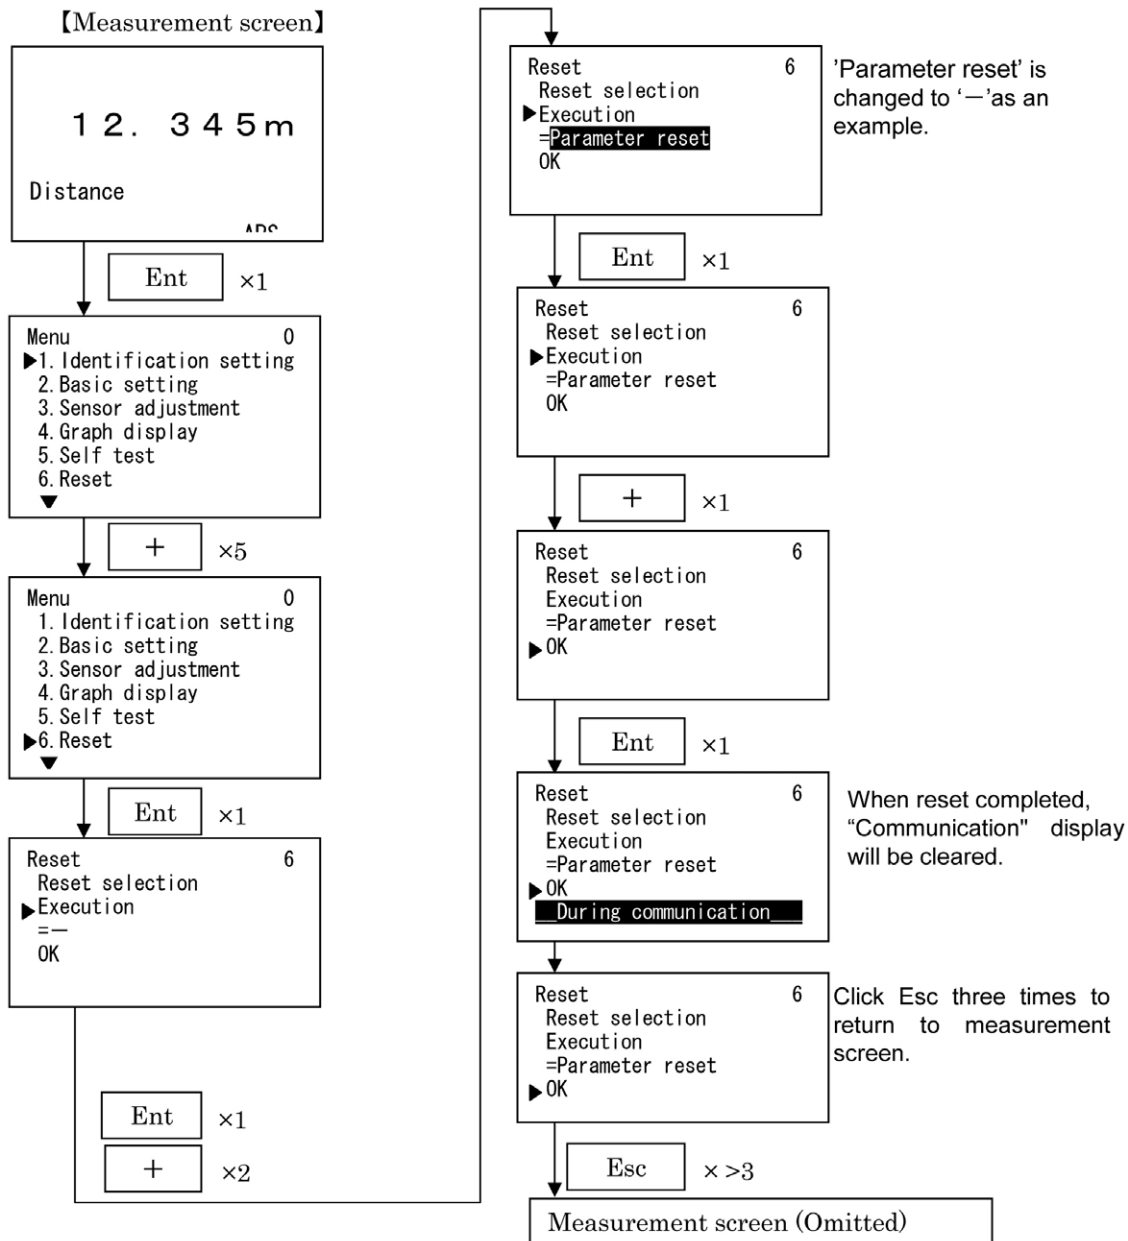 【Measurement screen】
12.345m
Distance
Ent ×1
Menu 0
▶1. Identification setting
2. Basic setting
3. Sensor adjustment
4. Graph display
5. Self test
6. Reset
▼
+ ×5
Menu 0
1. Identification setting
2. Basic setting
3. Sensor adjustment
4. Graph display
5. Self test
▶6. Reset
▼
Ent ×1
Reset 6
Reset selection
▶Execution
=—
OK
Ent ×1
+ ×2
Reset 6
Reset selection
▶Execution
=Parameter reset
OK
’Parameter reset’ is
changed to ‘—’as an
example.
Ent ×1
Reset 6
Reset selection
▶Execution
=Parameter reset
OK
+ ×1
Reset 6
Reset selection
Execution
=Parameter reset
▶OK
Ent ×1
Reset 6
Reset selection
Execution
=Parameter reset
▶OK
__During communication___
When reset completed,
“Communication" display
will be cleared.
Reset 6
Reset selection
Execution
=Parameter reset
▶OK
Click Esc three times to
return to measurement
screen.
Esc × >3
Measurement screen (Omitted)